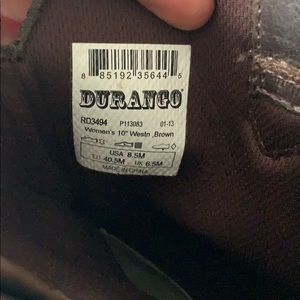 8 85192 35644 5
DURANGO
RD3494 P113083 01-13
Women's 10" Westn ,Brown
USA 8.5M
EU 40.5M UK 6.5M
MADE IN CHINA